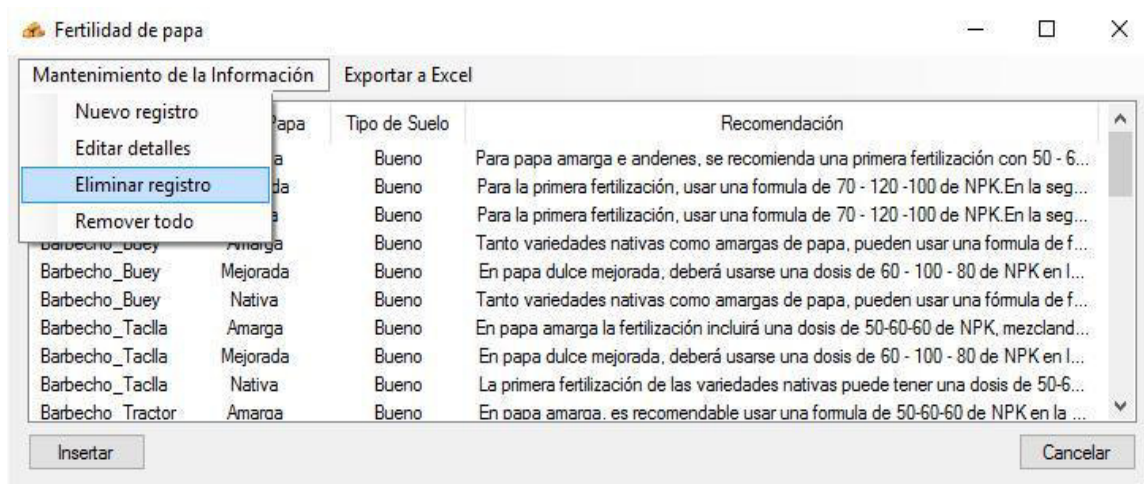 Fertilidad de papa
Mantenimiento de la Información Exportar a Excel
Nuevo registro
Editar detalles
Eliminar registro
Remover todo
Papa Tipo de Suelo Recomendación
Bueno Para papa amarga e andenes, se recomienda una primera fertilización con 50 - 6...
Bueno Para la primera fertilización, usar una formula de 70 - 120 -100 de NPK.En la seg...
Bueno Para la primera fertilización, usar una formula de 70 - 120 -100 de NPK.En la seg...
Barbecho_Buey Amarga Bueno Tanto variedades nativas como amargas de papa, pueden usar una formula de f...
Barbecho_Buey Mejorada Bueno En papa dulce mejorada, deberá usarse una dosis de 60 - 100 - 80 de NPK en l...
Barbecho_Buey Nativa Bueno Tanto variedades nativas como amargas de papa, pueden usar una fórmula de f...
Barbecho_Taclla Amarga Bueno En papa amarga la fertilización incluirá una dosis de 50-60-60 de NPK, mezcland...
Barbecho_Taclla Mejorada Bueno En papa dulce mejorada, deberá usarse una dosis de 60 - 100 - 80 de NPK en l...
Barbecho_Taclla Nativa Bueno La primera fertilización de las variedades nativas puede tener una dosis de 50-6...
Barbecho_Tractor Amarga Bueno En papa amarga, es recomendable usar una formula de 50-60-60 de NPK en la ...
Insertar Cancelar